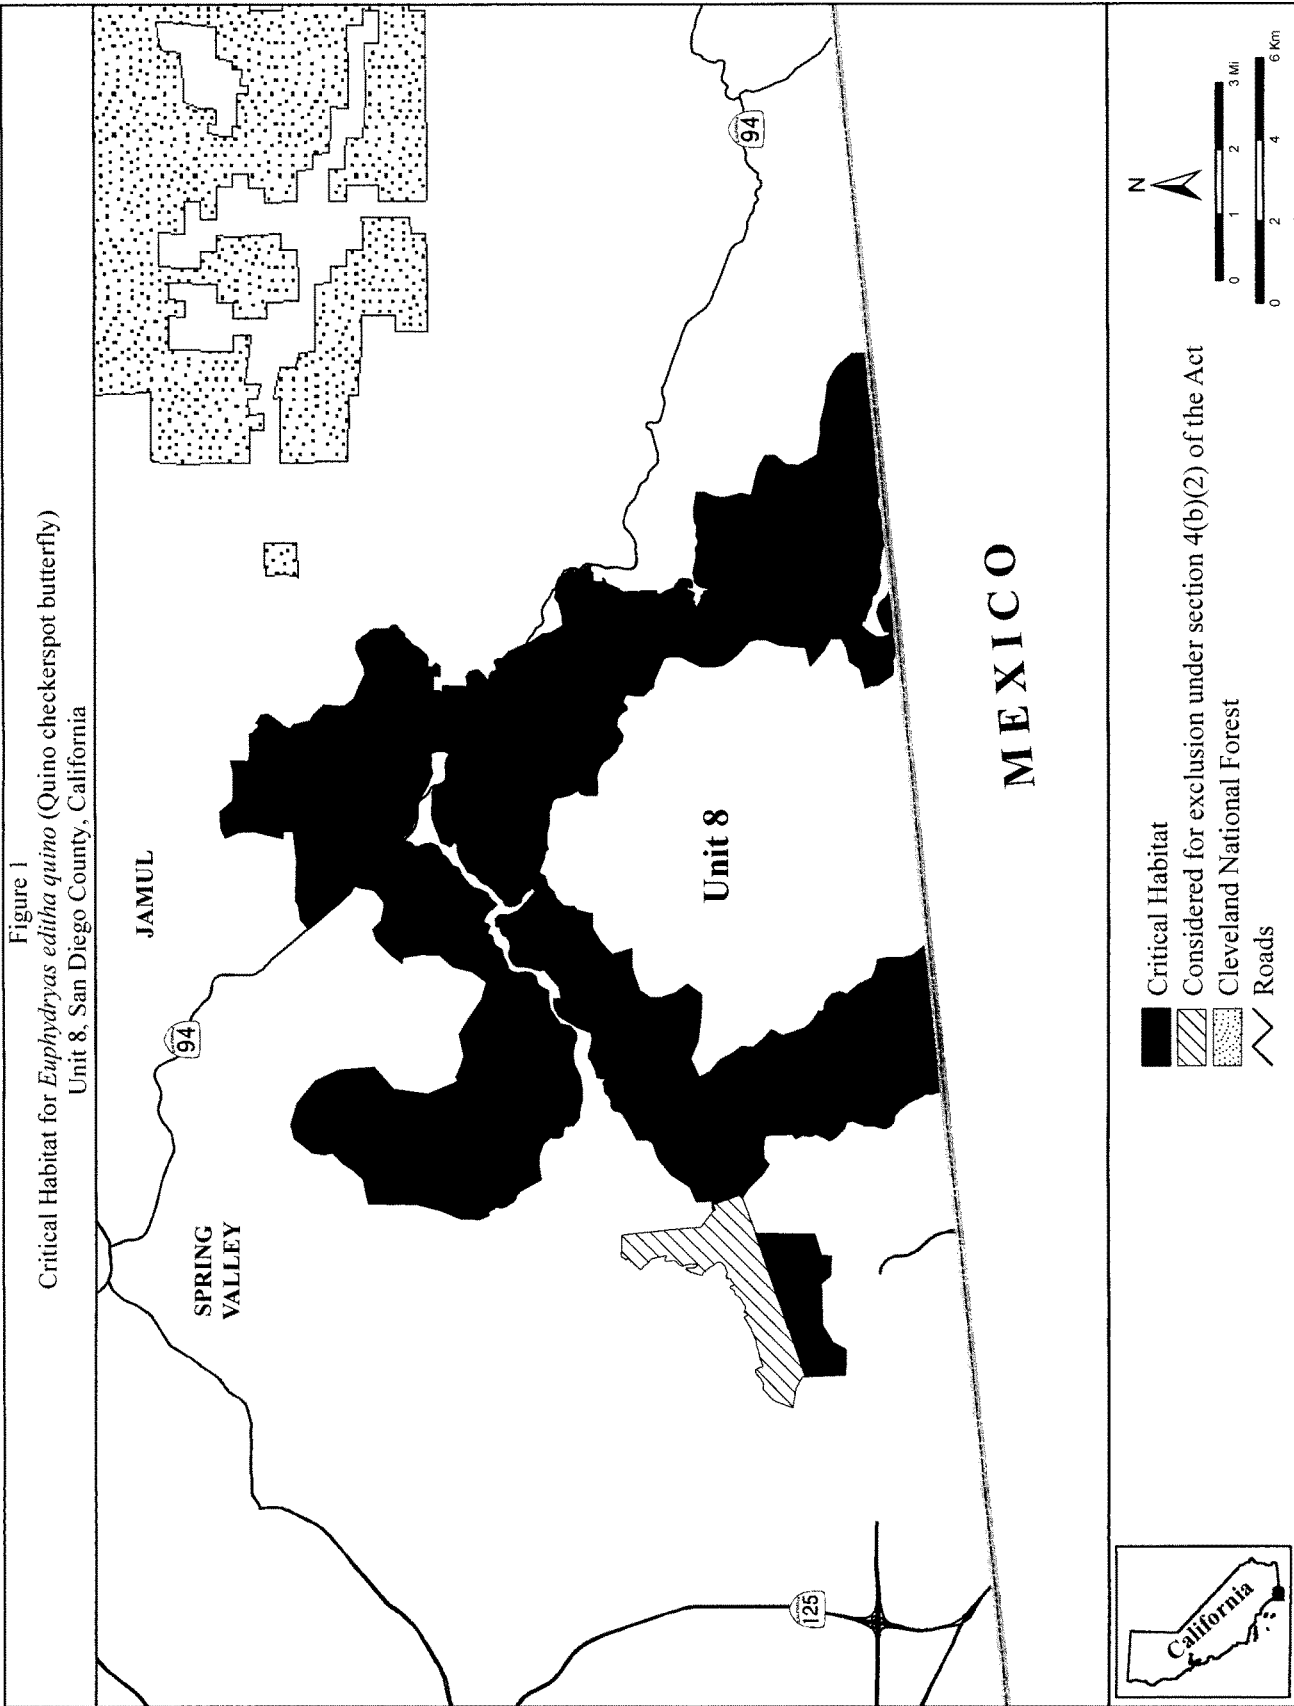 Figure 1
Critical Habitat for Euphydryas editha quino (Quino checkerspot butterfly)
Unit 8, San Diego County, California
JAMUL
SPRING
VALLEY
94
94
125
Unit 8
MEXICO
California
Critical Habitat
Considered for exclusion under section 4(b)(2) of the Act
Cleveland National Forest
Roads
N
0 1 2 3 Mi
0 2 4 6 Km